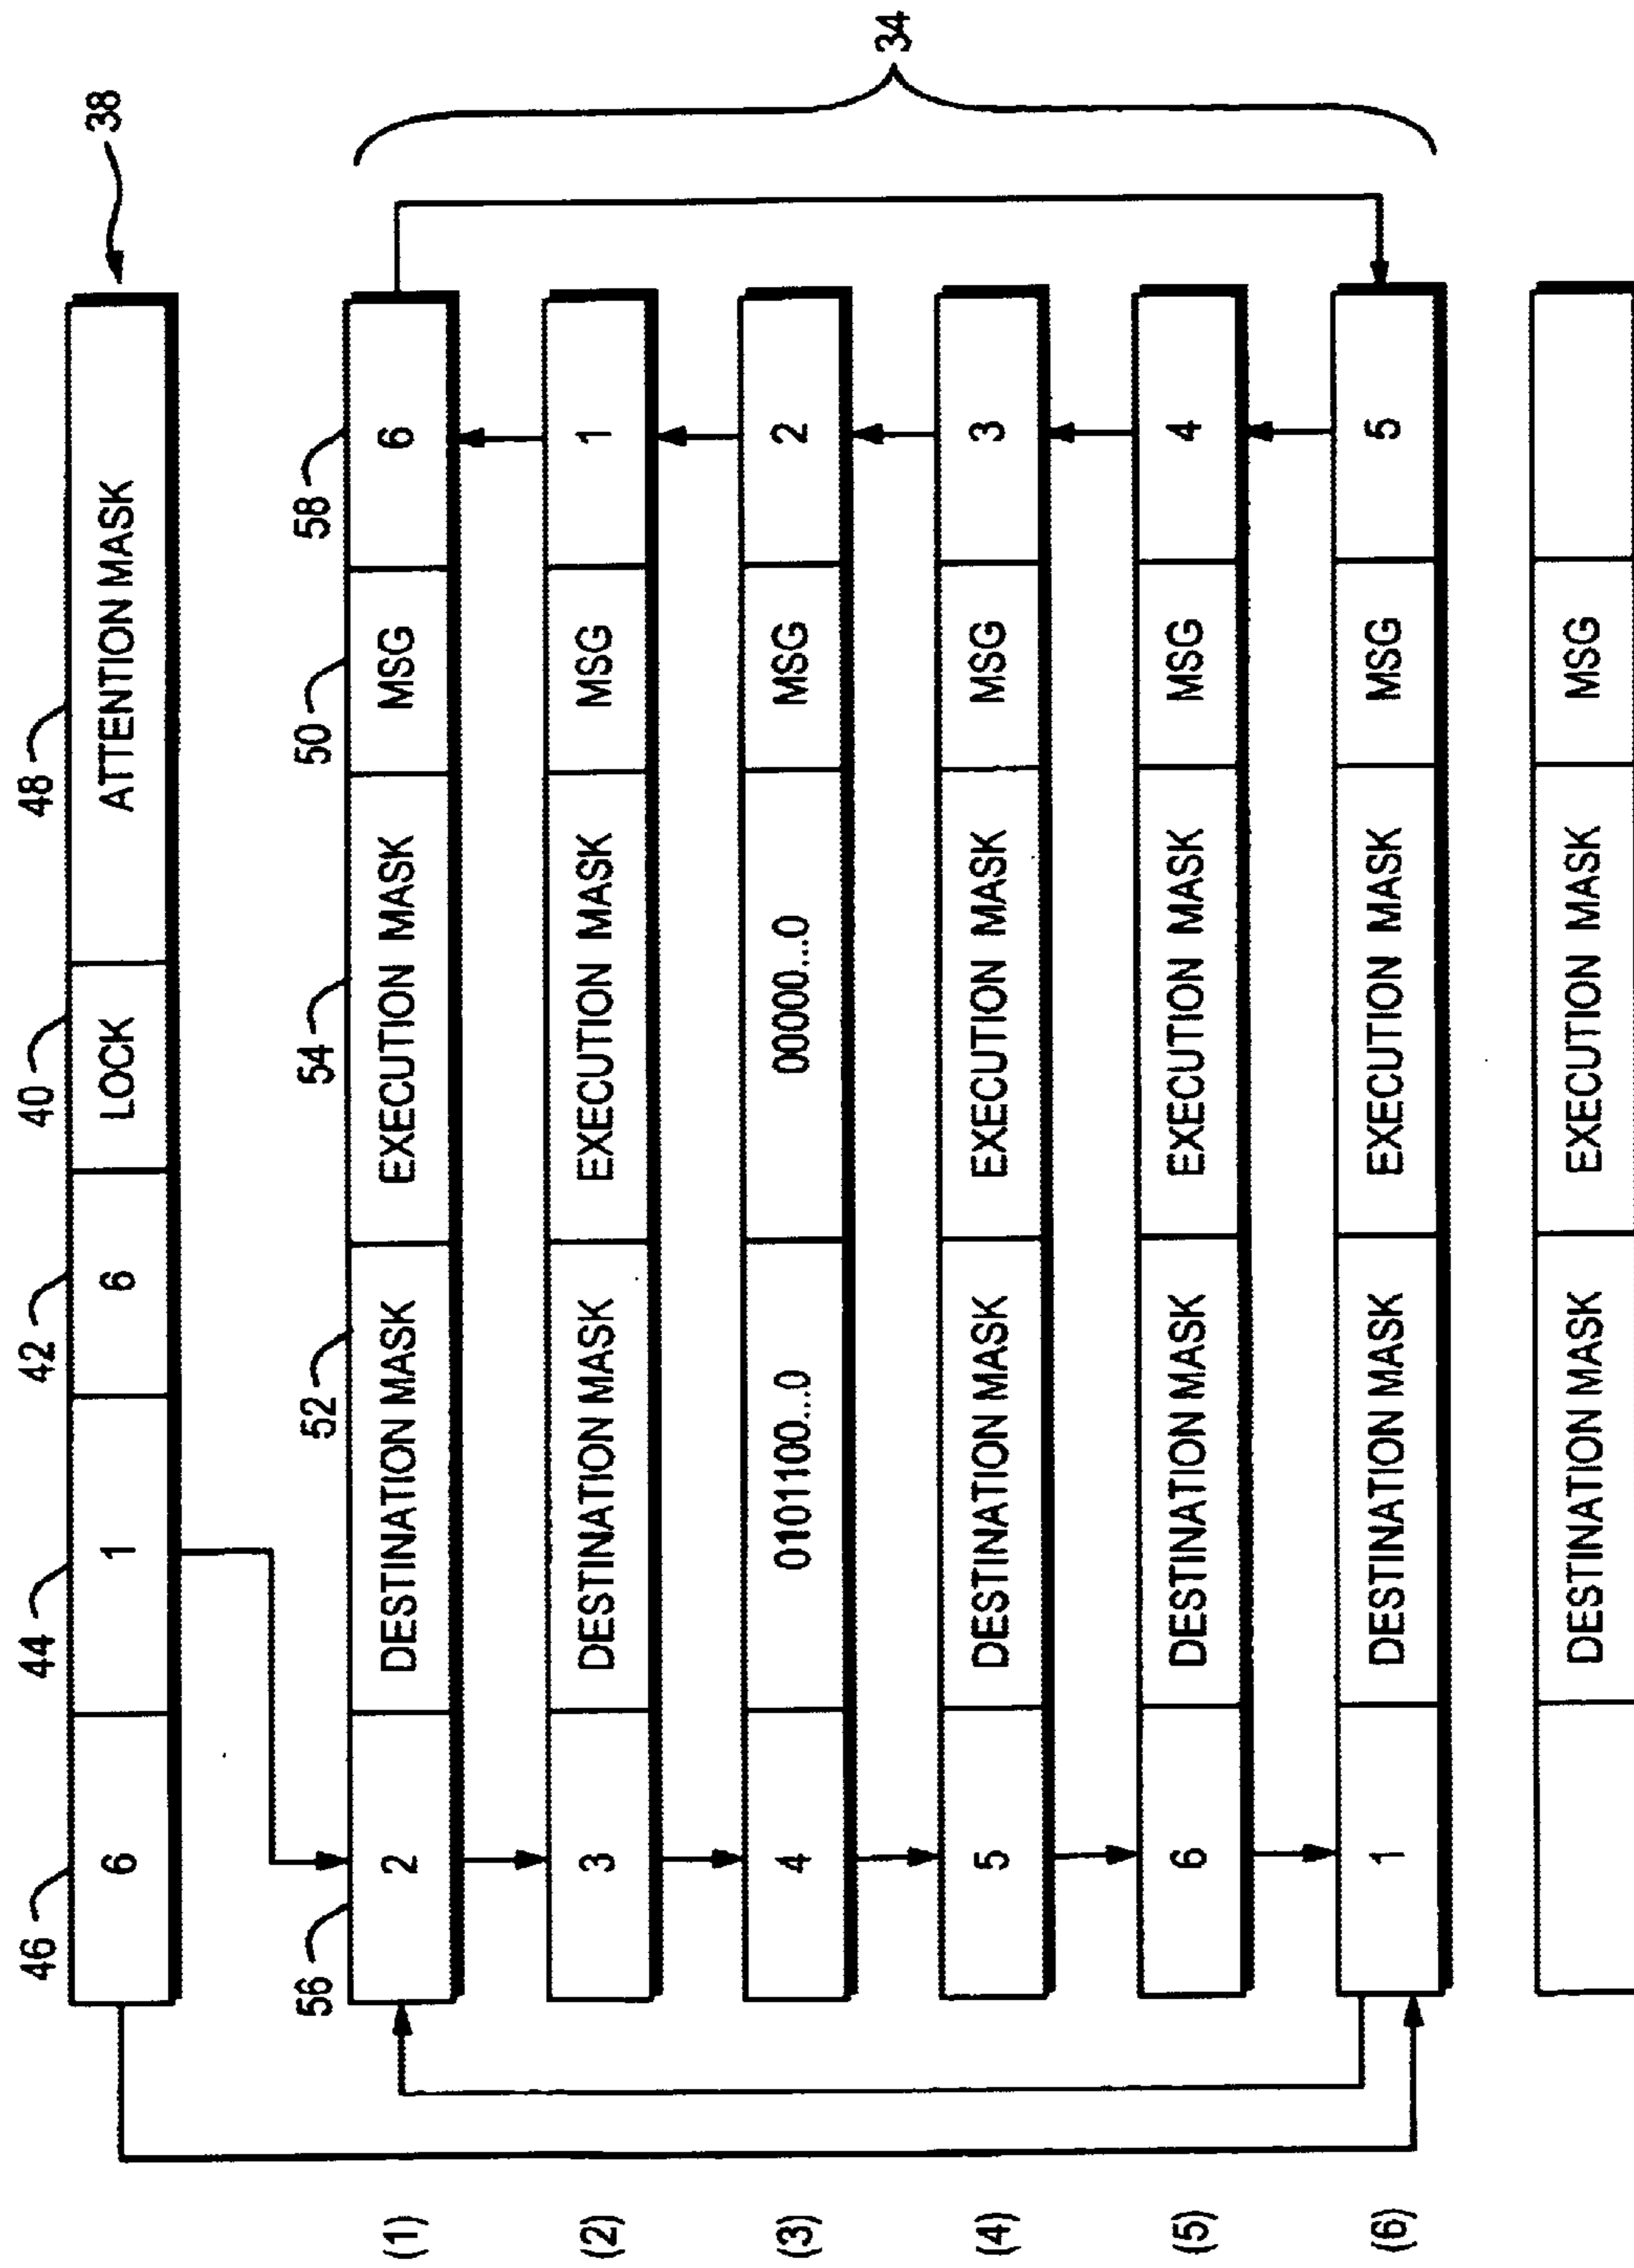 46 44 42 40 48
6 1 6 LOCK ATTENTION MASK 38
56 52 54 50 58
(1) 2 DESTINATION MASK EXECUTION MASK MSG 6
(2) 3 DESTINATION MASK EXECUTION MASK MSG 1
(3) 4 0101100...0 00000...0 MSG 2
(4) 5 DESTINATION MASK EXECUTION MASK MSG 3
(5) 6 DESTINATION MASK EXECUTION MASK MSG 4
(6) 1 DESTINATION MASK EXECUTION MASK MSG 5
34
DESTINATION MASK EXECUTION MASK MSG